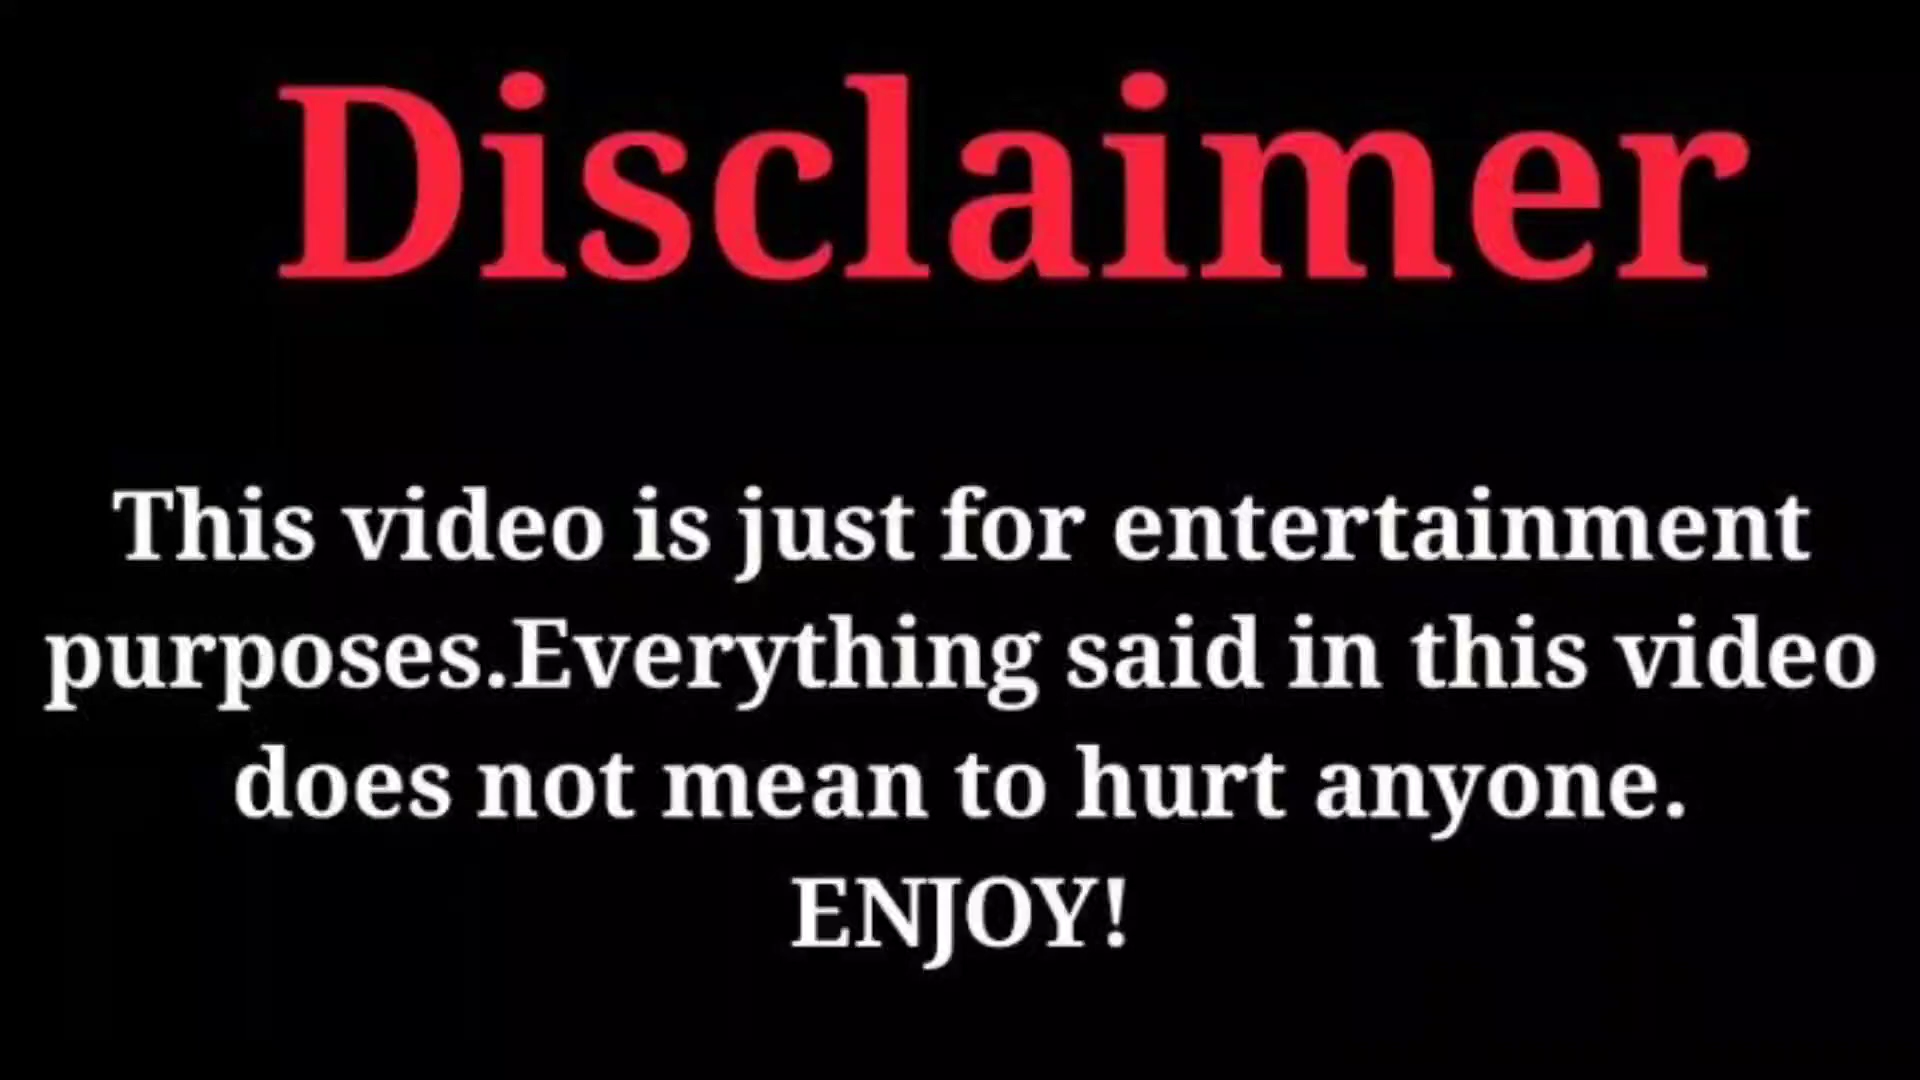 Disclaimer
This video is just for entertainment
purposes.Everything said in this video
does not mean to hurt anyone.
ENJOY!